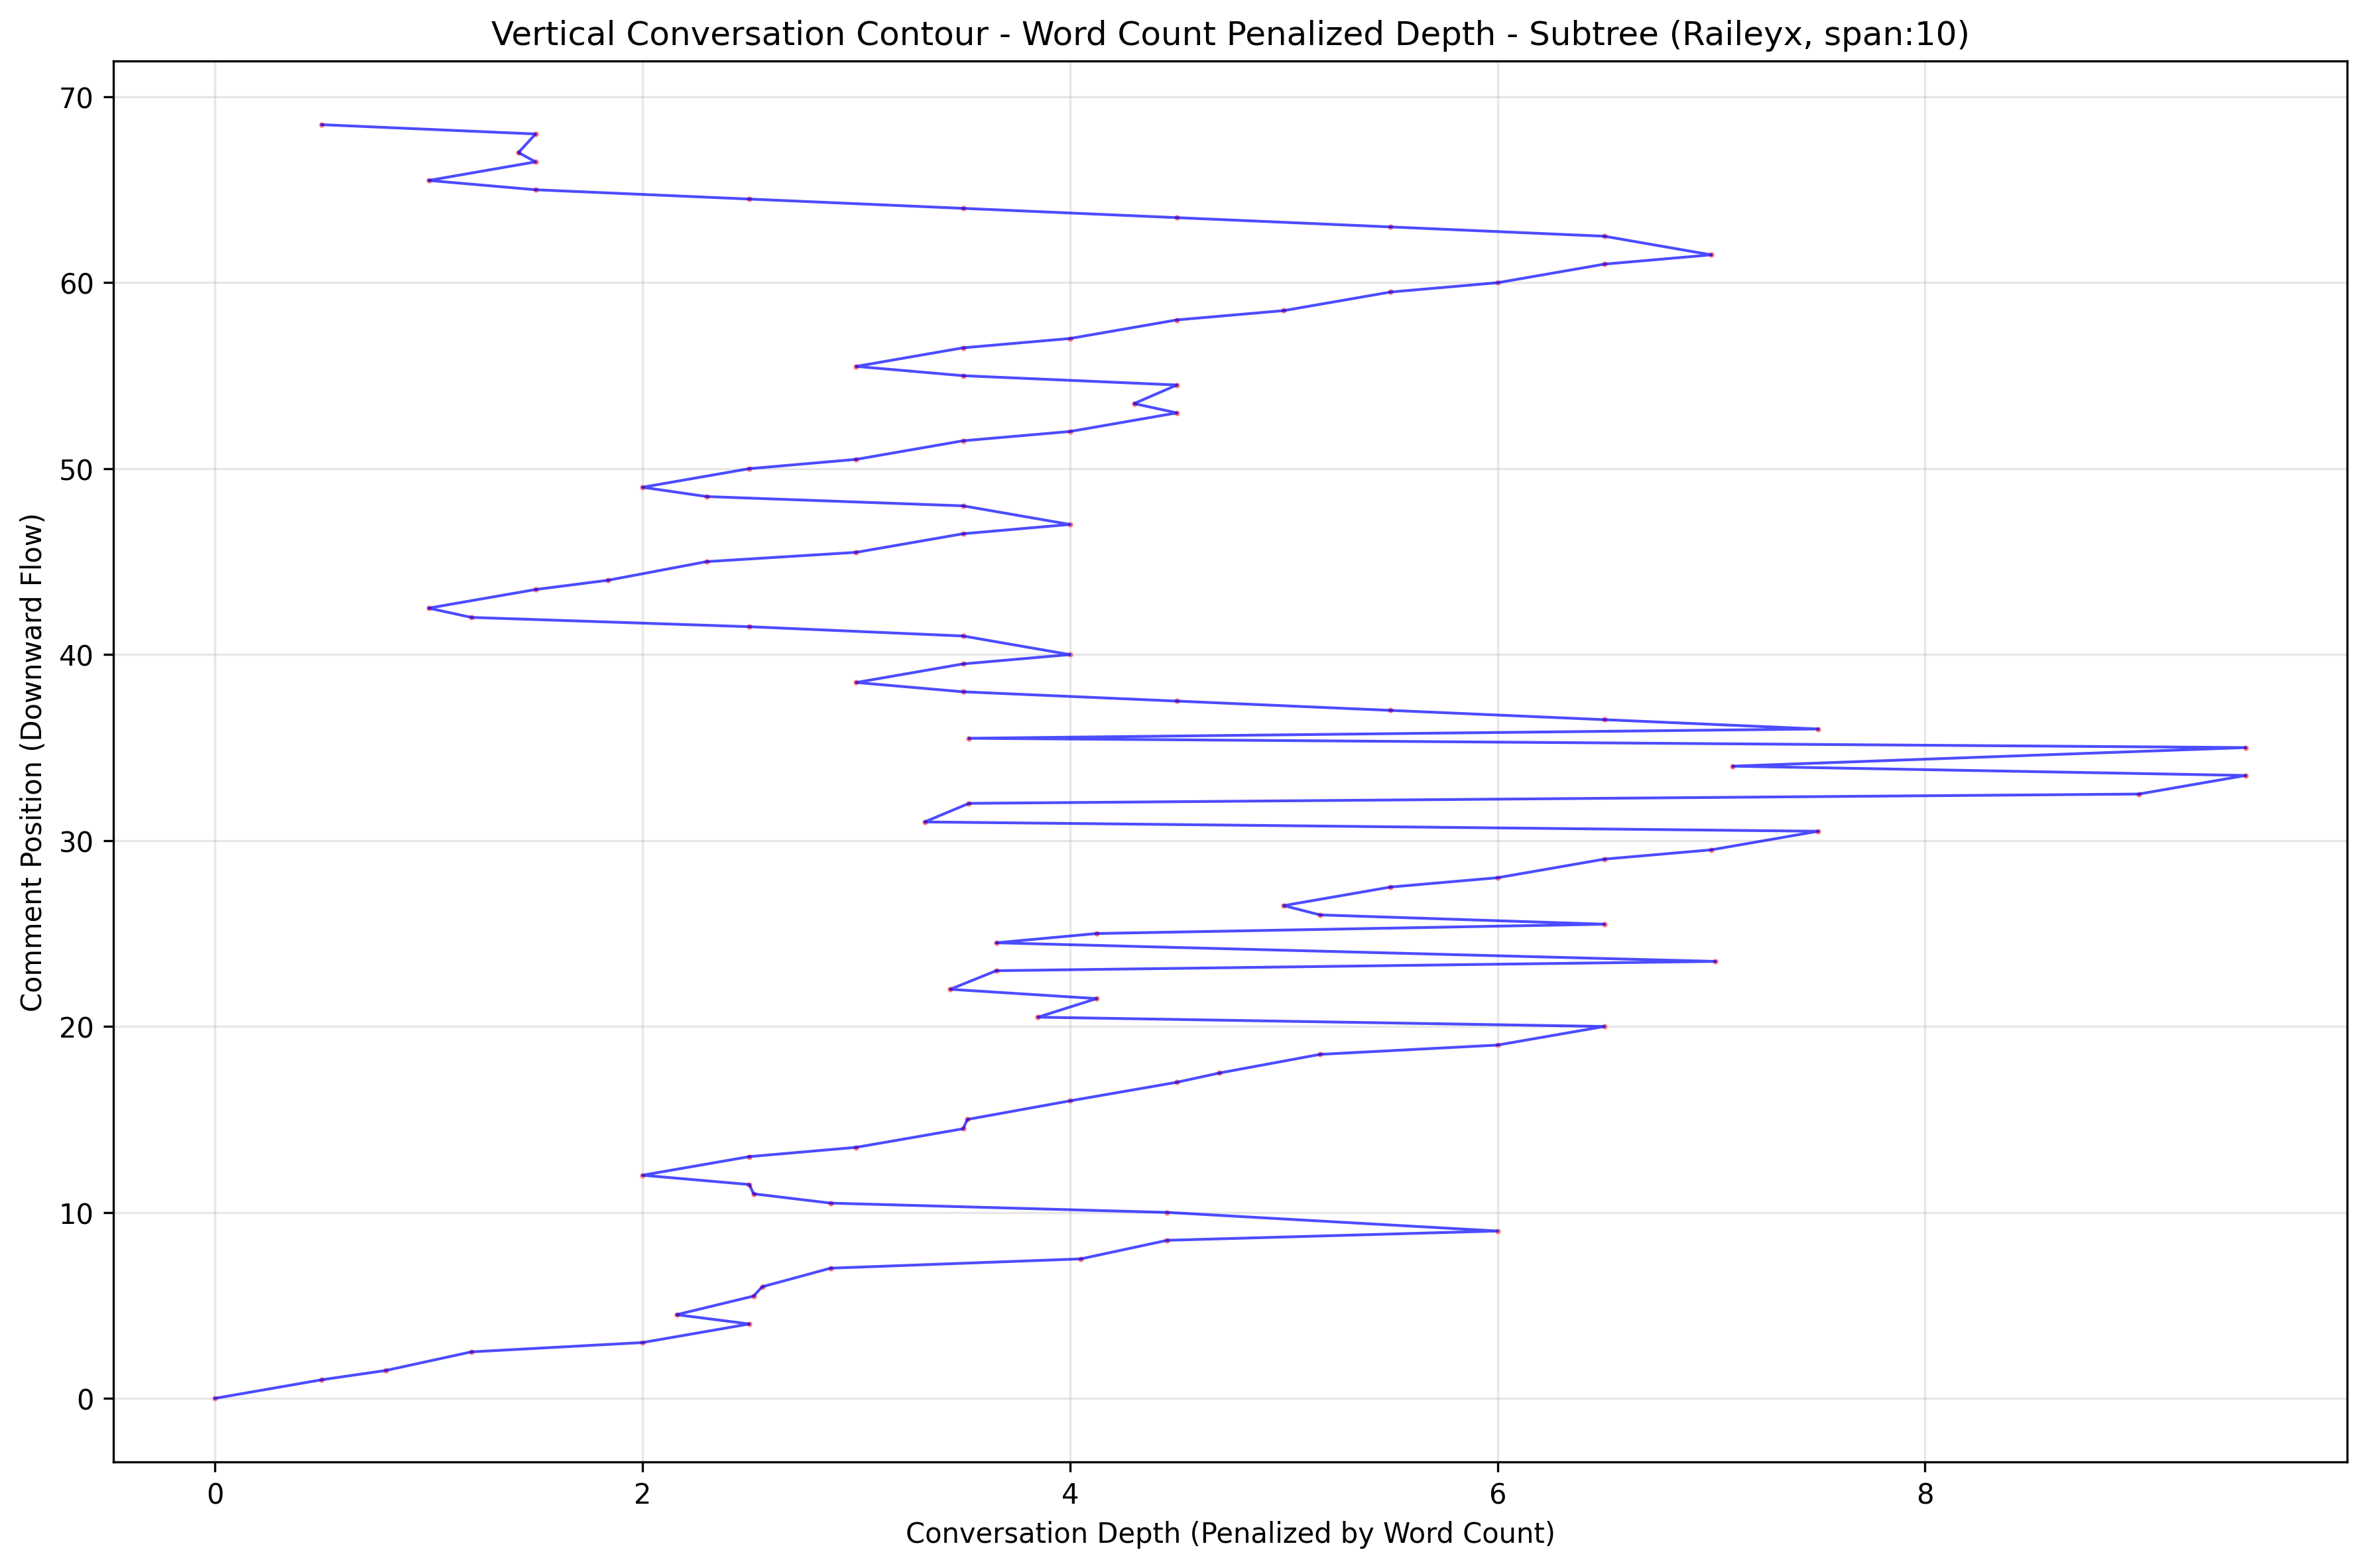 Vertical Conversation Contour - Word Count Penalized Depth - Subtree (Raileyx, span:10)
Comment Position (Downward Flow)
70
60
50
40
30
20
10
0
0 2 4 6 8
Conversation Depth (Penalized by Word Count)